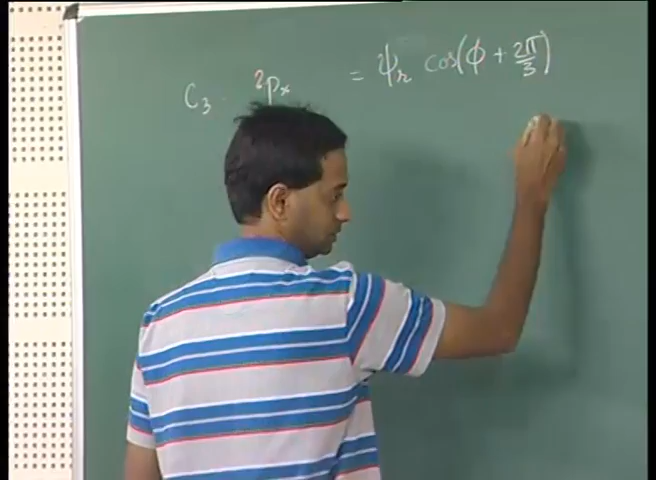 C₃ ²pₓ = ψᵣ cos(ϕ + 2π/3)